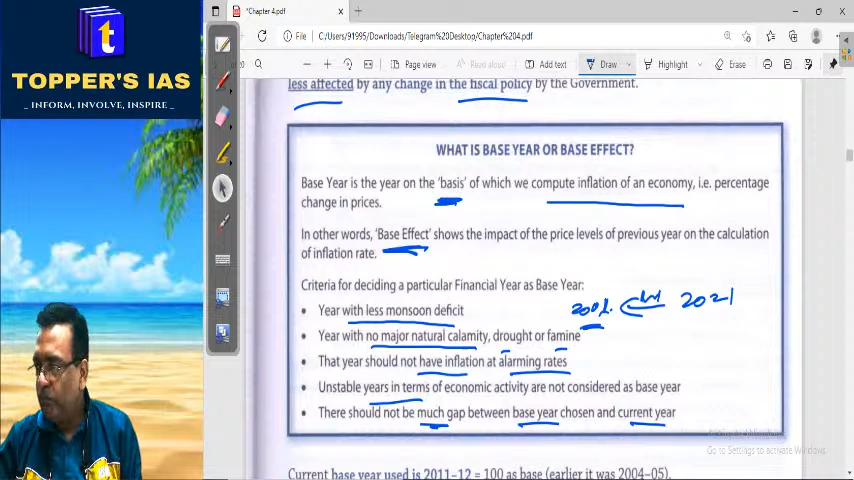 *Chapter 4.pdf
File
C:/Users/91995/Downloads/Telegram%20Desktop/Chapter%204.pdf
of 20
Page view
Read aloud
Add text
Draw
Highlight
Erase
TOPPER'S IAS
_ INFORM, INVOLVE, INSPIRE _
less affected by any change in the fiscal policy by the Government.
WHAT IS BASE YEAR OR BASE EFFECT?
Base Year is the year on the 'basis' of which we compute inflation of an economy, i.e. percentage
change in prices.
In other words, 'Base Effect' shows the impact of the price levels of previous year on the calculation
of inflation rate.
Criteria for deciding a particular Financial Year as Base Year:
• Year with less monsoon deficit
2021
• Year with no major natural calamity, drought or famine
• That year should not have inflation at alarming rates
• Unstable years in terms of economic activity are not considered as base year
• There should not be much gap between base year chosen and current year
Activate Windows
Go to Settings to activate Windows.
Current base year used is 2011–12 = 100 as base (earlier it was 2004–05).